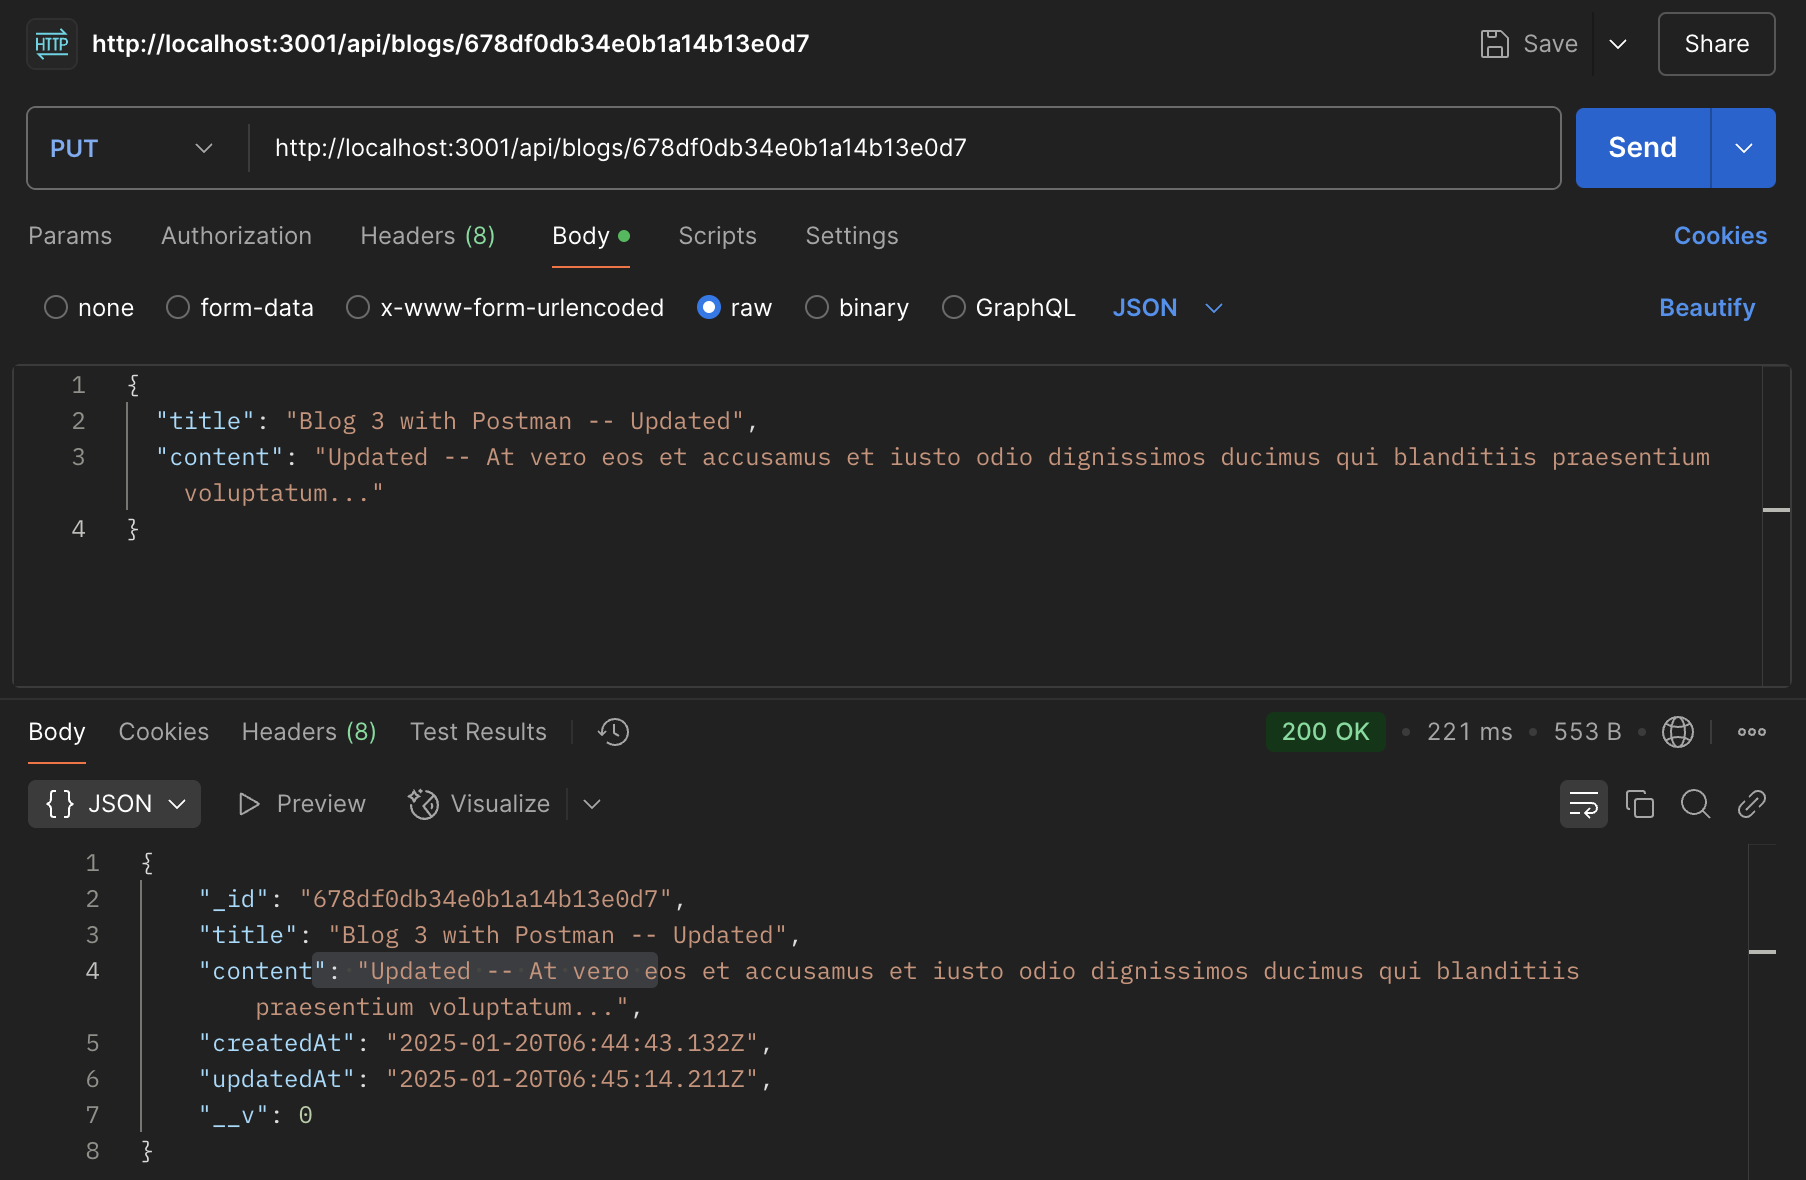 HTTP http://localhost:3001/api/blogs/678df0db34e0b1a14b13e0d7 Save Share
PUT http://localhost:3001/api/blogs/678df0db34e0b1a14b13e0d7 Send
Params Authorization Headers (8) Body Scripts Settings Cookies
none form-data x-www-form-urlencoded raw binary GraphQL JSON Beautify
1 {
2 "title": "Blog 3 with Postman -- Updated",
3 "content": "Updated -- At vero eos et accusamus et iusto odio dignissimos ducimus qui blanditiis praesentium
voluptatum..."
4 }
Body Cookies Headers (8) Test Results 200 OK • 221 ms • 553 B •
{ } JSON Preview Visualize
1 {
2 "_id": "678df0db34e0b1a14b13e0d7",
3 "title": "Blog 3 with Postman -- Updated",
4 "content": "Updated -- At vero eos et accusamus et iusto odio dignissimos ducimus qui blanditiis
praesentium voluptatum...",
5 "createdAt": "2025-01-20T06:44:43.132Z",
6 "updatedAt": "2025-01-20T06:45:14.211Z",
7 "__v": 0
8 }